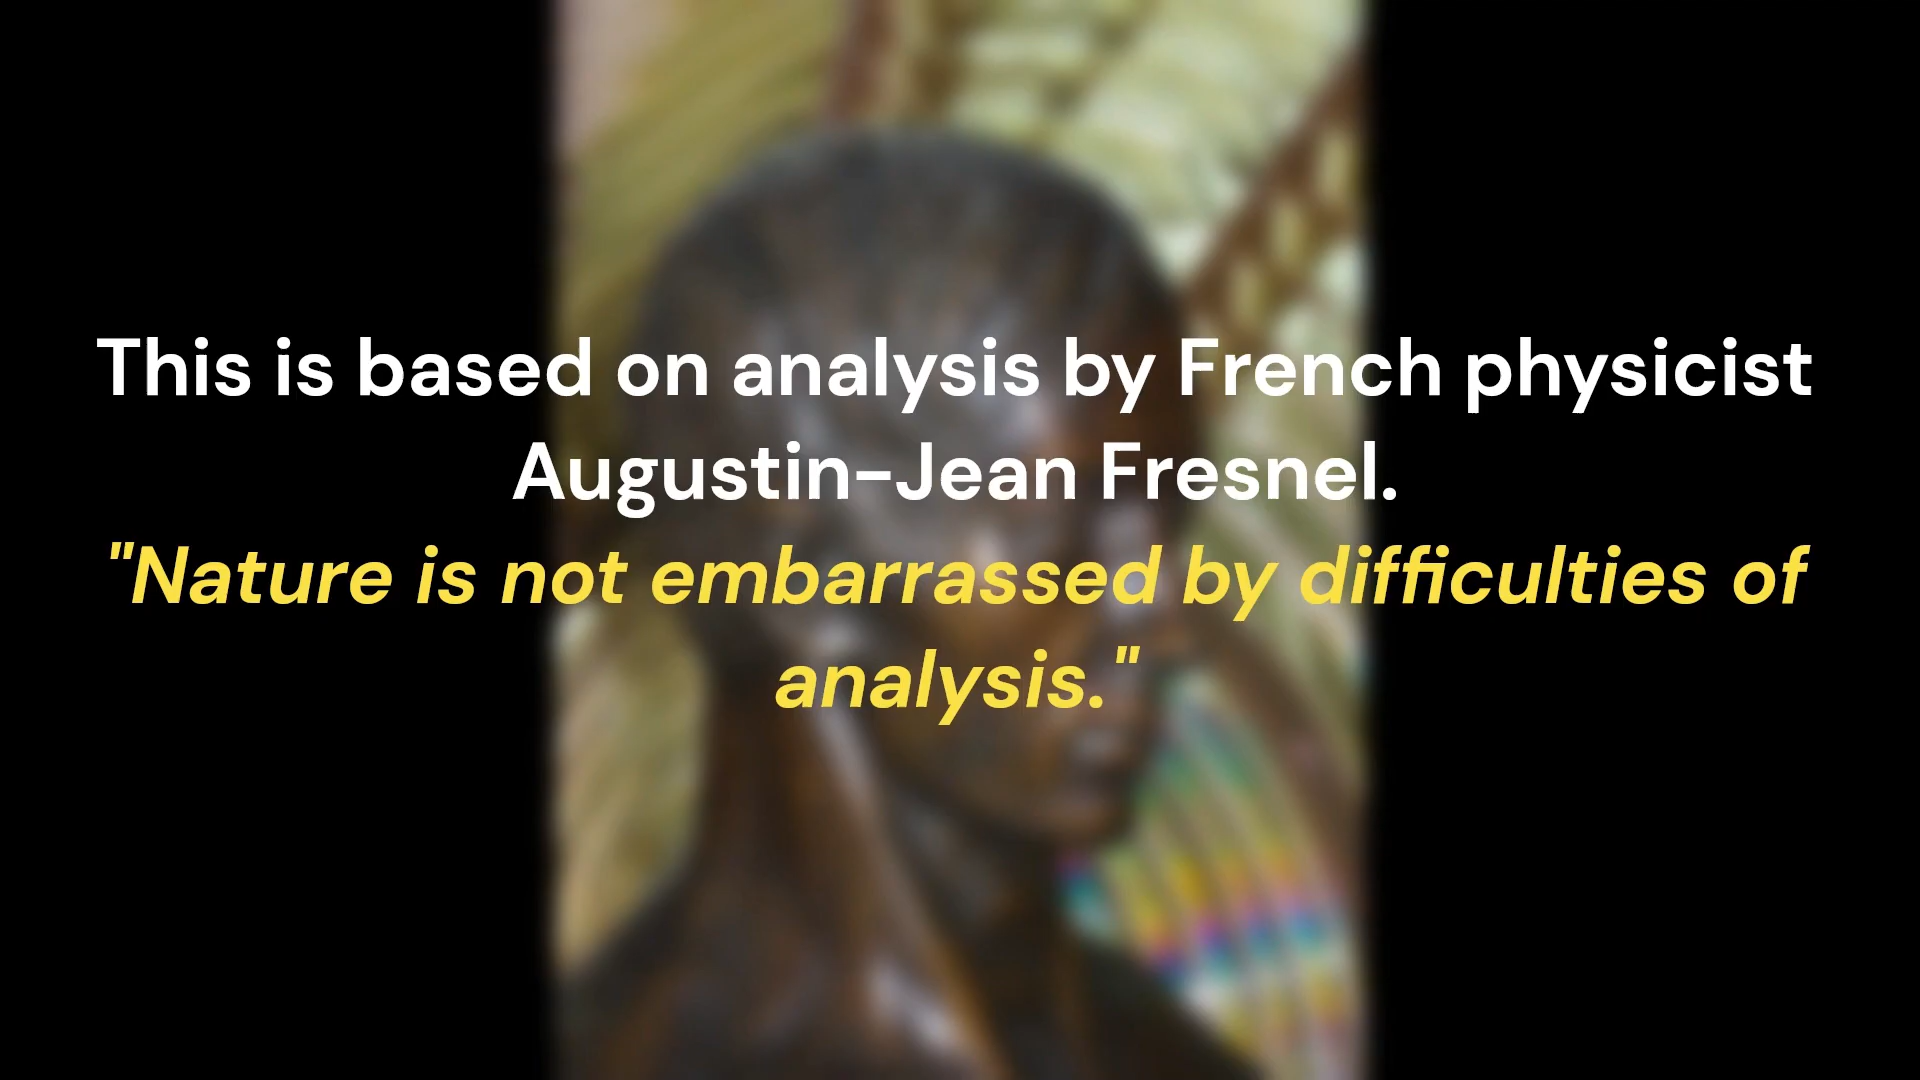 This is based on analysis by French physicist
Augustin-Jean Fresnel.
"Nature is not embarrassed by difficulties of
analysis."